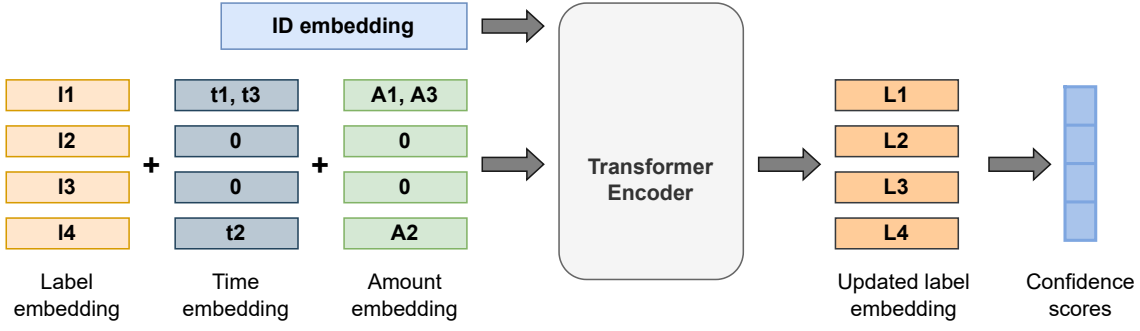 ID embedding
l1
t1, t3
A1, A3
L1
l2
0
0
L2
+
+
Transformer
Encoder
l3
0
0
L3
l4
t2
A2
L4
Label
embedding
Time
embedding
Amount
embedding
Updated label
embedding
Confidence
scores